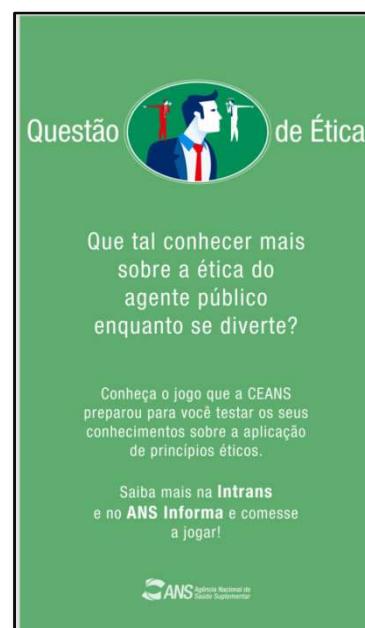 Questão de Ética
Que tal conhecer mais
sobre a ética do
agente público
enquanto se diverte?
Conheça o jogo que a CEANS
preparou para você testar os seus
conhecimentos sobre a aplicação
de princípios éticos.
Saiba mais na Intrans
e no ANS Informa e comesse
a jogar!
ANS Agência Nacional de
Saúde Suplementar